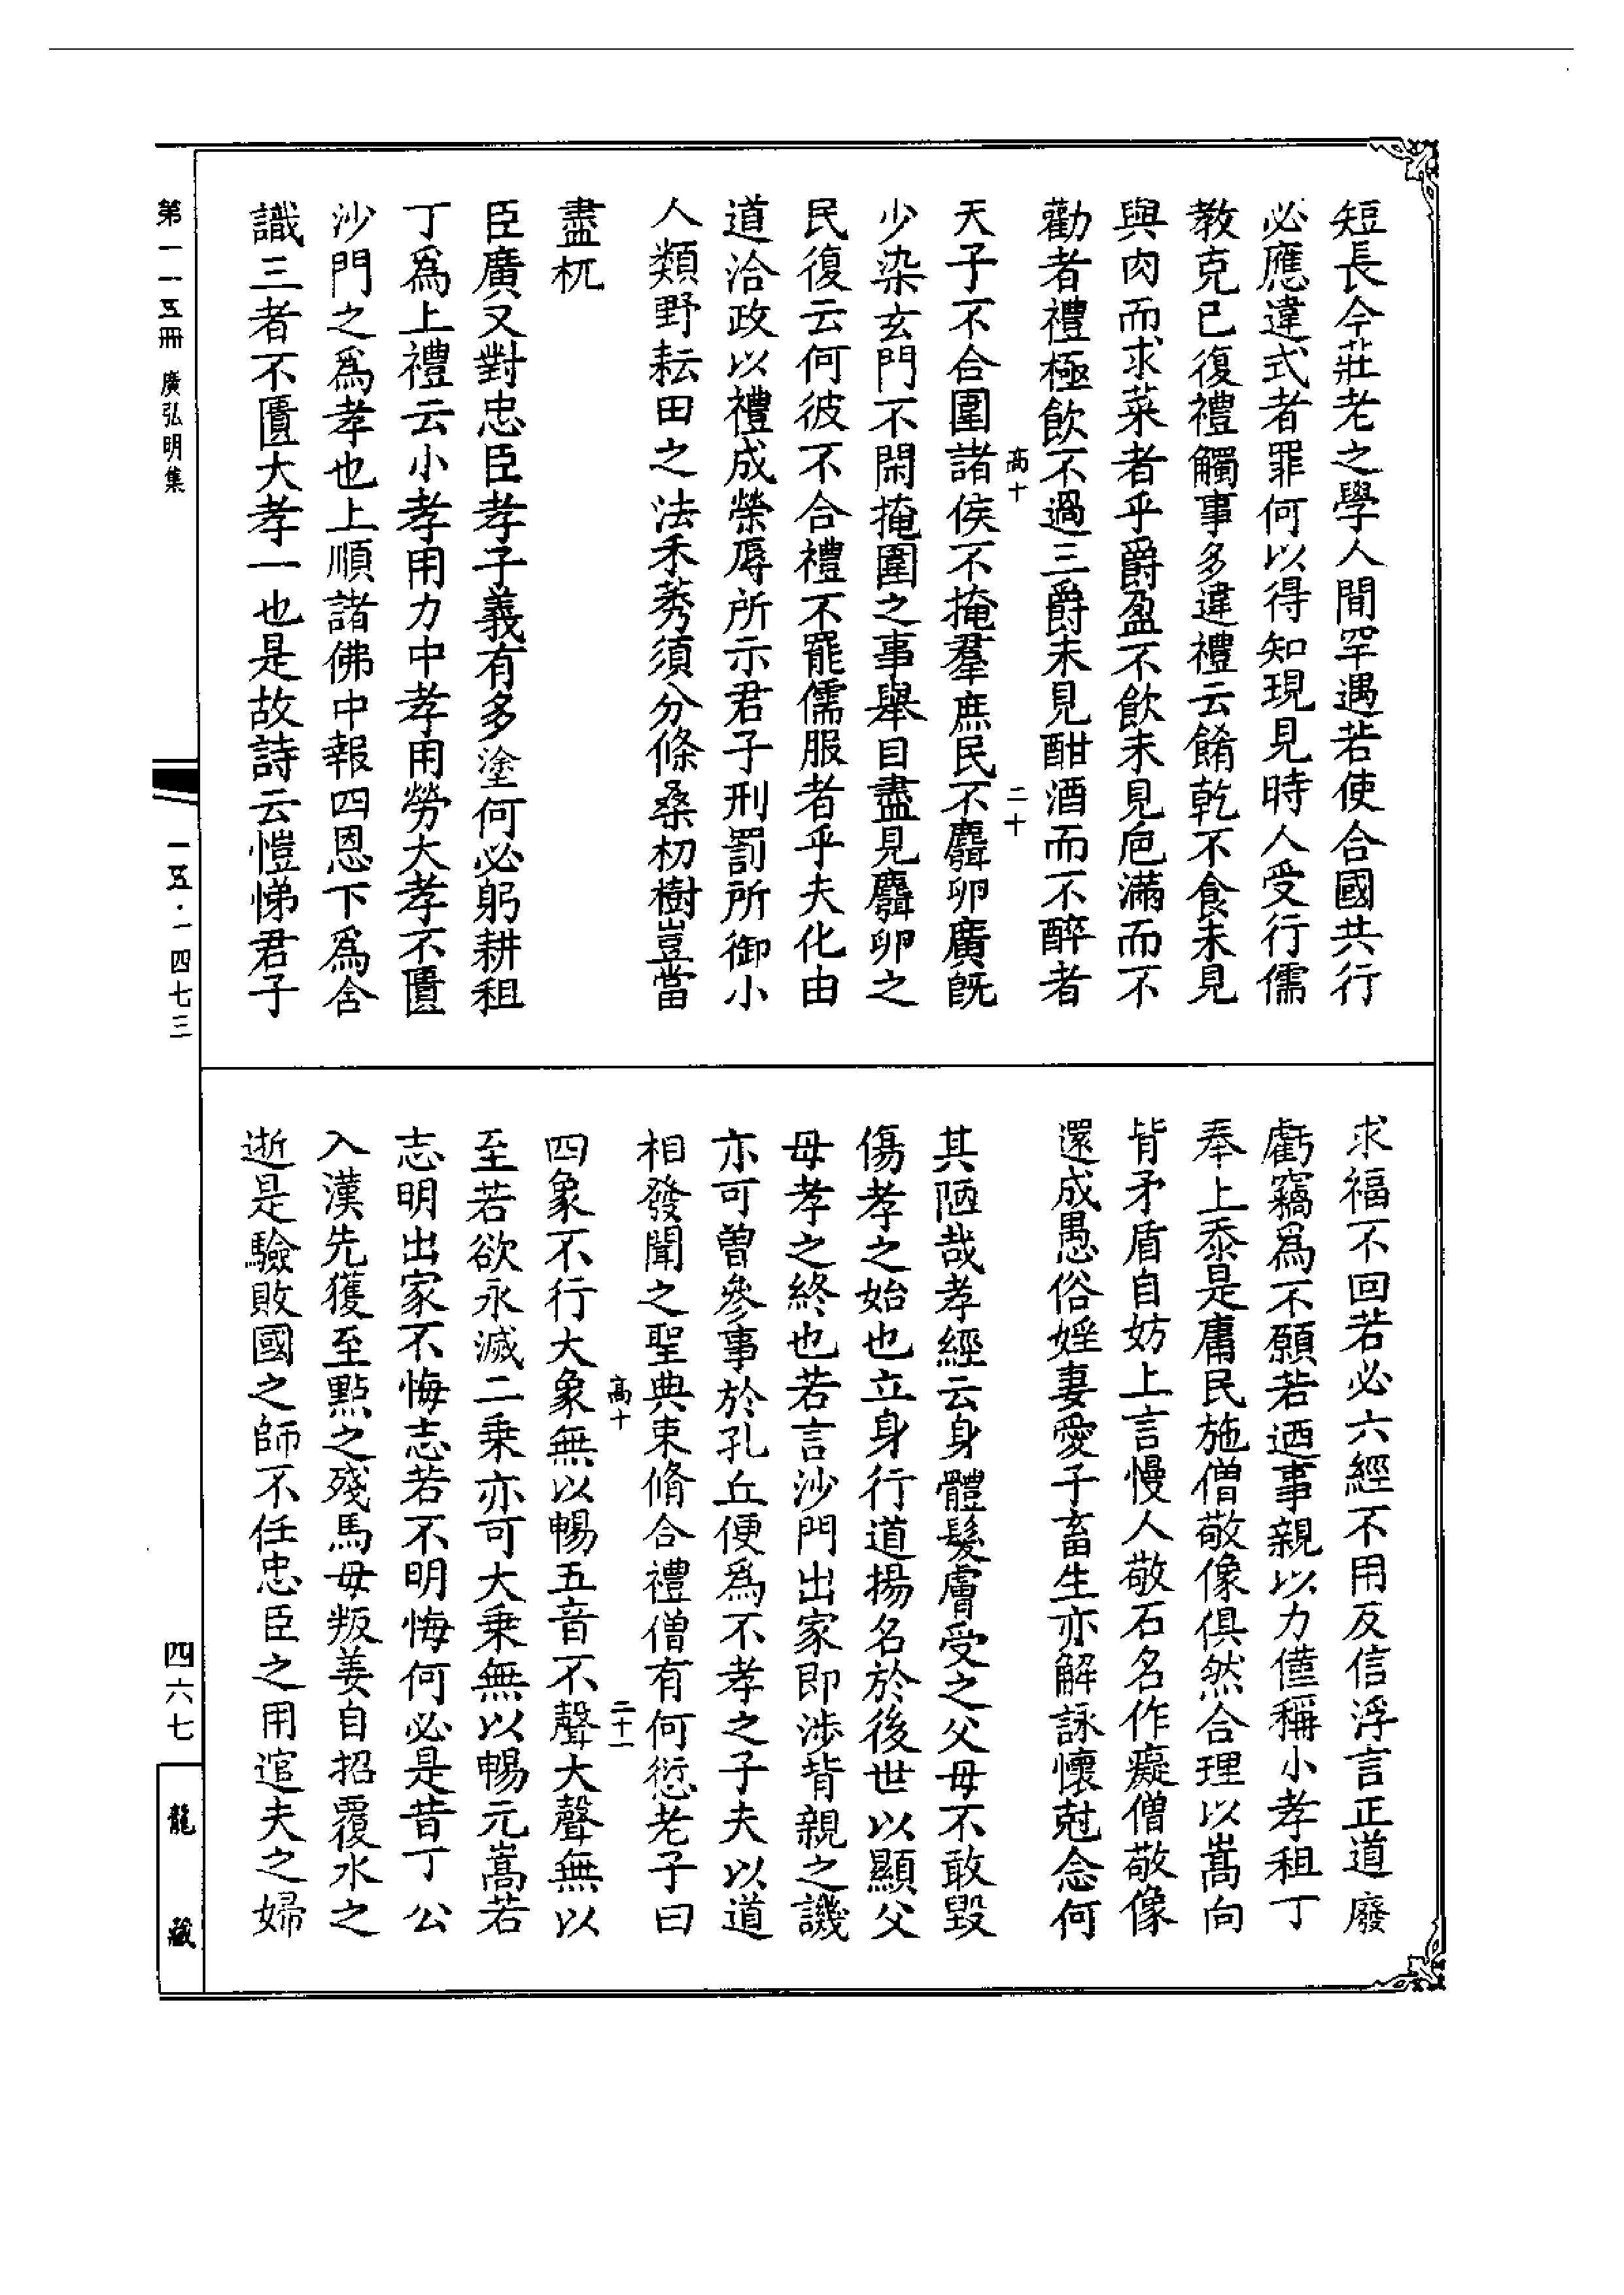 短長今莊老之學人間罕遇若使合國共行
必應違式者罪何以得知現見時人受行儒
教克己復禮觸事多違禮云餚乾不食未見
與肉而求菜者乎爵盈不飲未見巵滿而不
勸者禮極飲不過三爵未見酣酒而不醉者
高十 二十
天子不合圍諸侯不掩羣庶民不麛卵廣既
少染玄門不閑掩圍之事舉目盡見麛卵之
民復云何彼不合禮不罷儒服者乎夫化由
道洽政以禮成榮辱所示君子刑罰所御小
人類野耘田之法禾莠須分條桑杒樹豈當
盡杌
臣廣又對忠臣孝子義有多塗何必躬耕租
丁為上禮云小孝用力中孝用勞大孝不匱
沙門之為孝也上順諸佛中報四恩下為含
識三者不匱大孝一也是故詩云愷悌君子
求福不回若必六經不用反信浮言正道廢
虧竊為不願若迺事親以力僅稱小孝租丁
奉上忝是庸民施僧敬像俱然合理以嵩向
背矛盾自妨上言慢人敬石名作癡僧敬像
還成愚俗婬妻愛子畜生亦解詠懷尅念何
其陋哉孝經云身體髮膚受之父母不敢毀
傷孝之始也立身行道揚名於後世以顯父
母孝之終也若言沙門出家即涉背親之譏
亦可曾參事於孔丘便為不孝之子夫以道
相發聞之聖典束脩合禮僧有何愆老子曰
高十 二十一
四象不行大象無以暢五音不聲大聲無以
至若欲永滅二乘亦可大乘無以暢元嵩若
志明出家不悔志若不明悔何必是昔丁公
入漢先獲至點之殘馬母叛姜自招覆水之
逝是驗敗國之師不任忠臣之用逭夫之婦
第一一五冊 廣弘明集
一五·一四七三
四六七
龍藏